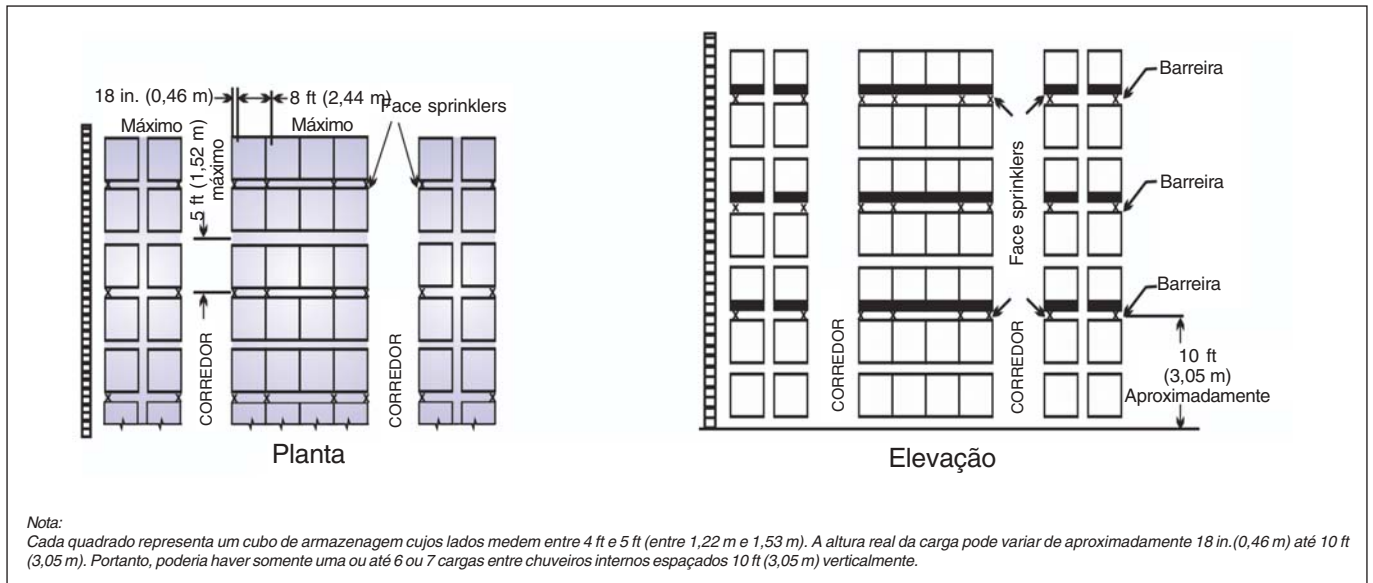 18 in. (0,46 m)
8 ft (2,44 m)
Face sprinklers
Máximo
Máximo
5 ft (1,52 m)
máximo
CORREDOR
CORREDOR
Planta
Barreira
Barreira
Barreira
Face sprinklers
CORREDOR
CORREDOR
10 ft
(3,05 m)
Aproximadamente
Elevação
Nota:
Cada quadrado representa um cubo de armazenagem cujos lados medem entre 4 ft e 5 ft (entre 1,22 m e 1,53 m). A altura real da carga pode variar de aproximadamente 18 in.(0,46 m) até 10 ft
(3,05 m). Portanto, poderia haver somente uma ou até 6 ou 7 cargas entre chuveiros internos espaçados 10 ft (3,05 m) verticalmente.